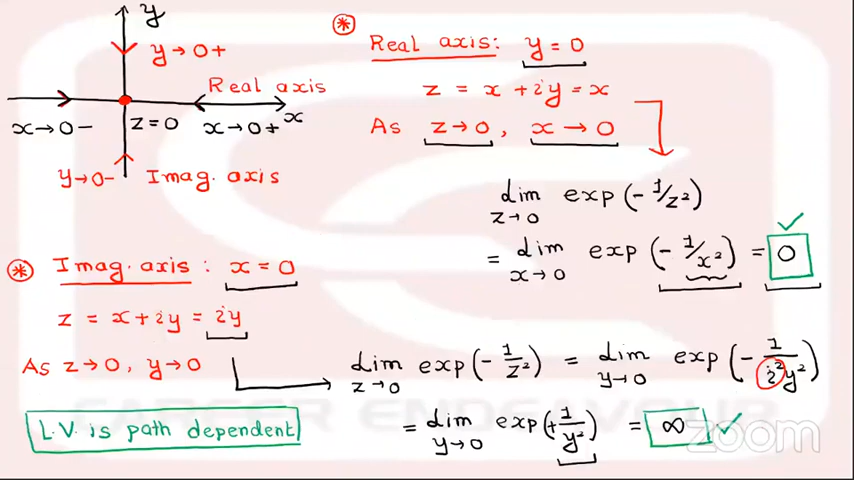 y
y→0+
Real axis
x→0-
z=0
x→0+
x
y→0-
Imag. axis
* Real axis: y=0
z = x+iy = x
As z→0, x→0
lim z→0 exp(-1/z²)
= lim x→0 exp(-1/x²) = 0 ✓
* Imag. axis: x=0
z = x+iy = iy
As z→0, y→0
lim z→0 exp(-1/z²) = lim y→0 exp(-1/i²y²)
= lim y→0 exp(+1/y²) = ∞ ✓
L.V. is path dependent
CAREER ENDEAVOUR
zoom